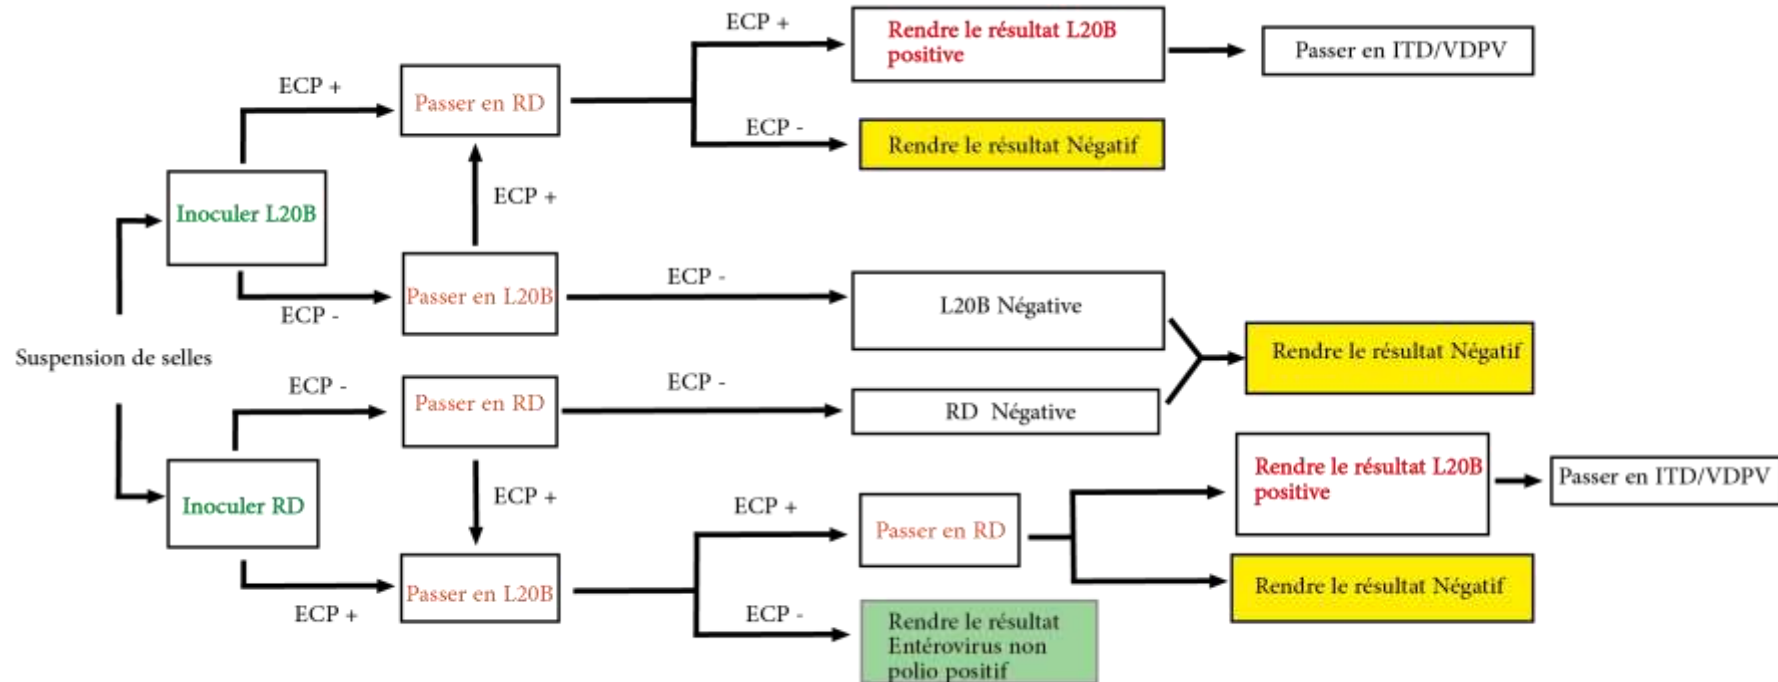 ECP +
Rendre le résultat L20B
positive
Passer en ITD/VDPV
ECP +
Passer en RD
ECP -
Rendre le résultat Négatif
Inoculer L20B
ECP +
ECP -
Passer en L20B
ECP -
L20B Négative
Suspension de selles
Rendre le résultat Négatif
ECP -
Passer en RD
ECP -
RD Négative
Inoculer RD
ECP +
ECP +
Passer en L20B
ECP +
Passer en RD
Rendre le résultat L20B
positive
Passer en ITD/VDPV
Rendre le résultat Négatif
ECP -
Rendre le résultat
Entérovirus non
polio positif